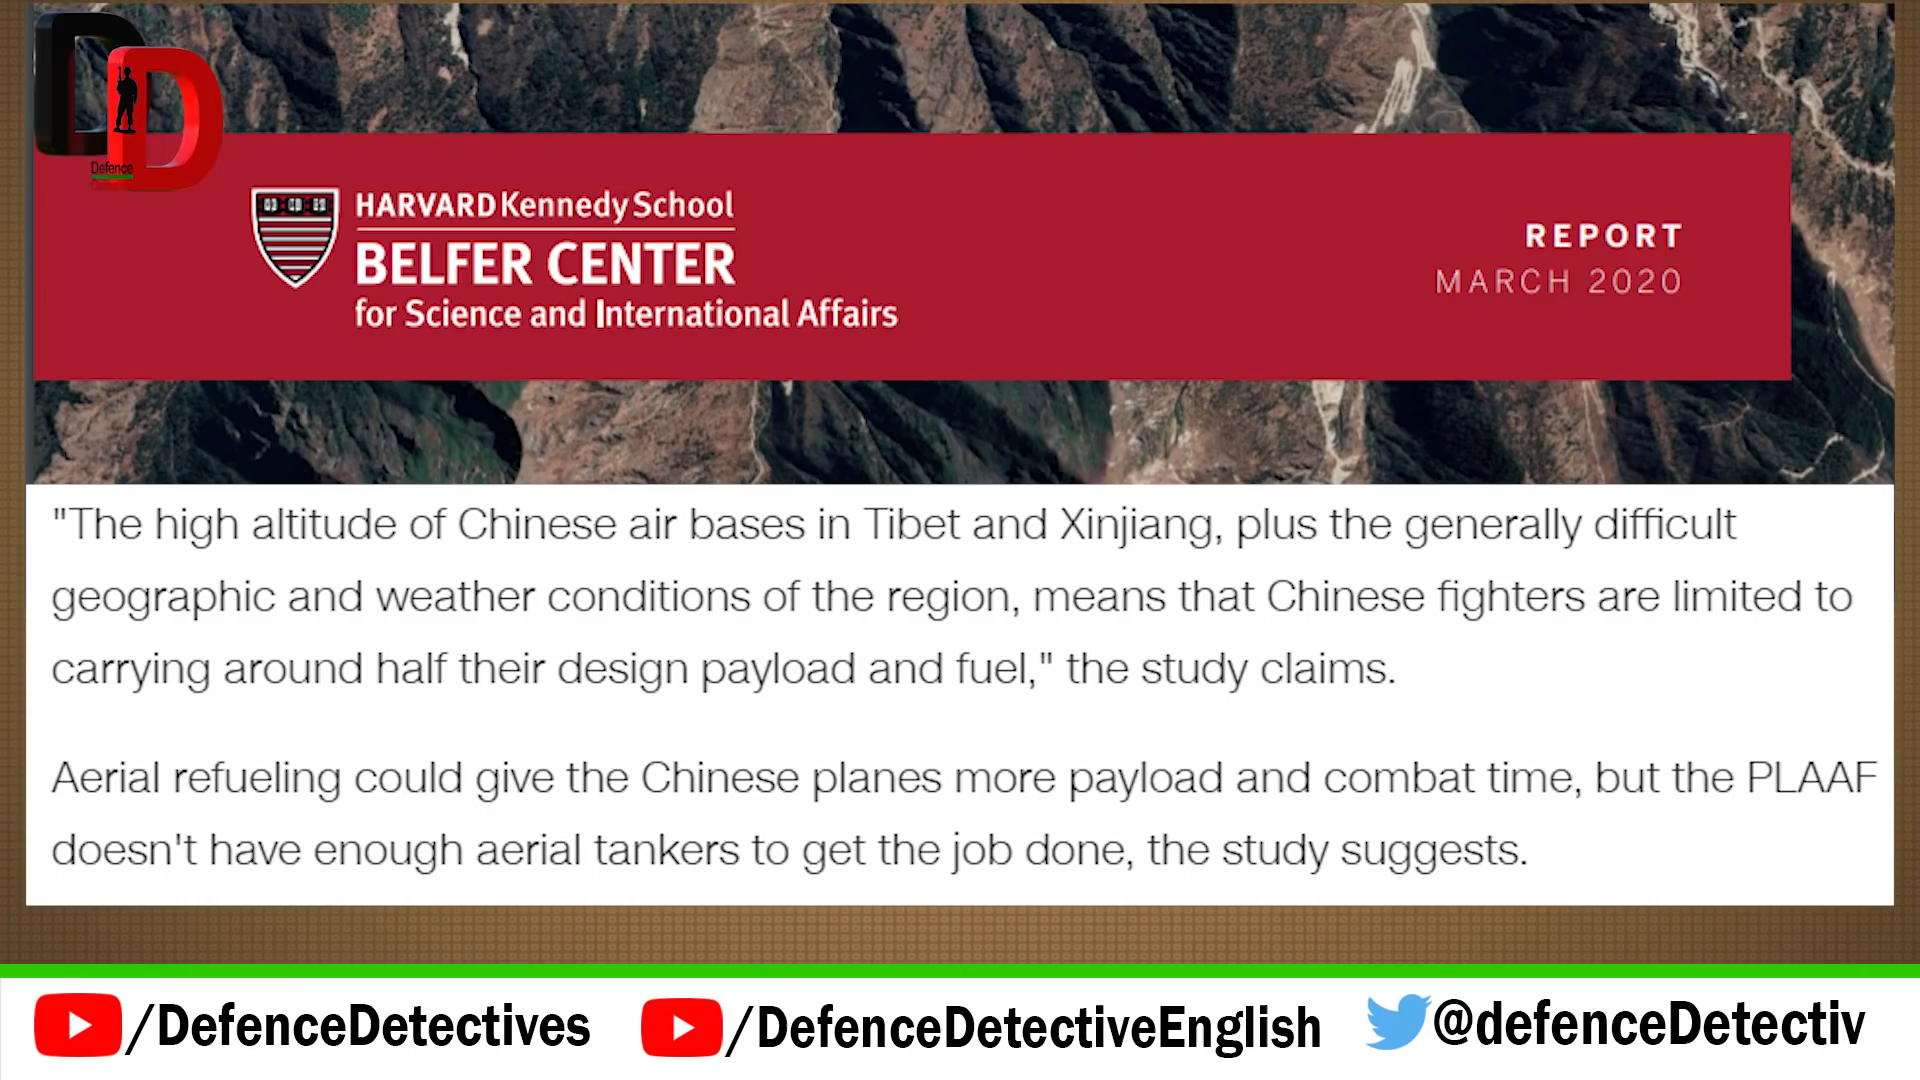 DD
Defence
HARVARD Kennedy School
BELFER CENTER
for Science and International Affairs
REPORT
MARCH 2020
"The high altitude of Chinese air bases in Tibet and Xinjiang, plus the generally difficult
geographic and weather conditions of the region, means that Chinese fighters are limited to
carrying around half their design payload and fuel," the study claims.
Aerial refueling could give the Chinese planes more payload and combat time, but the PLAAF
doesn't have enough aerial tankers to get the job done, the study suggests.
/DefenceDetectives
/DefenceDetectiveEnglish
@defenceDetectiv